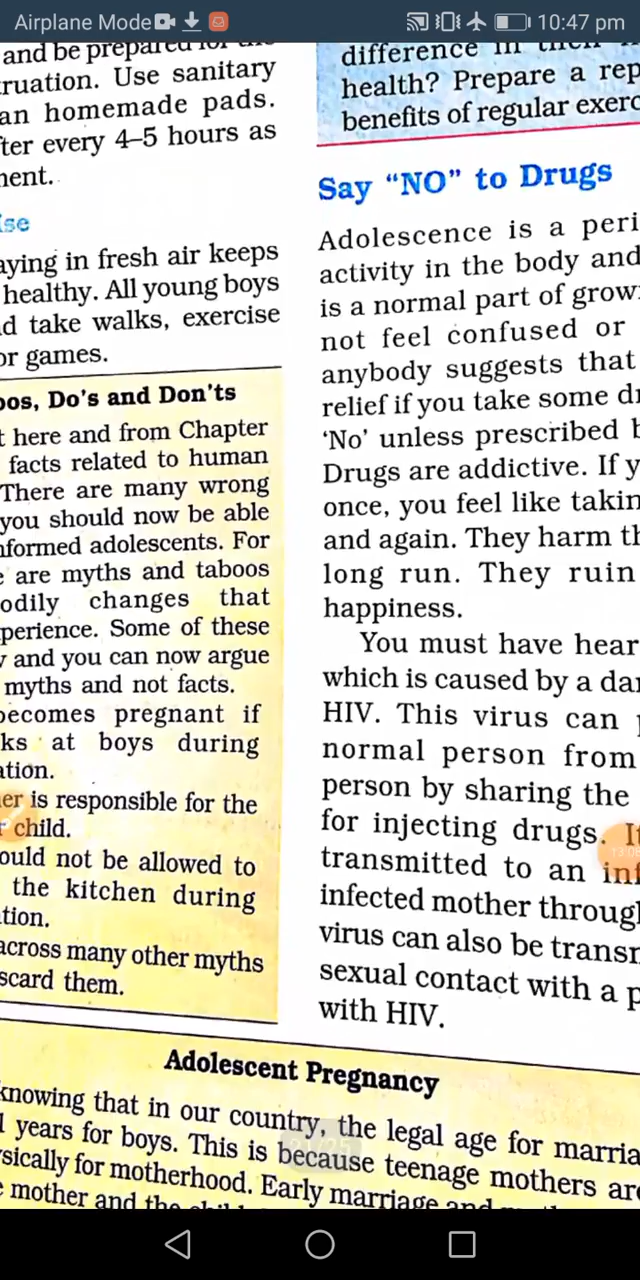 Airplane Mode
10:47 pm
and be prepared for the
ruation. Use sanitary
an homemade pads.
ter every 4–5 hours as
ment.
ise
aying in fresh air keeps
healthy. All young boys
d take walks, exercise
or games.
oos, Do's and Don'ts
t here and from Chapter
facts related to human
There are many wrong
you should now be able
nformed adolescents. For
e are myths and taboos
odily changes that
perience. Some of these
y and you can now argue
myths and not facts.
becomes pregnant if
ks at boys during
ation.
er is responsible for the
r child.
ould not be allowed to
the kitchen during
tion.
across many other myths
scard them.
difference in their
health? Prepare a rep
benefits of regular exerc
Say “NO” to Drugs
Adolescence is a peri
activity in the body and
is a normal part of grow
not feel confused or
anybody suggests that
relief if you take some dr
‘No’ unless prescribed b
Drugs are addictive. If y
once, you feel like takin
and again. They harm th
long run. They ruin
happiness.
You must have hear
which is caused by a dan
HIV. This virus can p
normal person from
person by sharing the
for injecting drugs. It
transmitted to an inf
infected mother through
virus can also be transm
sexual contact with a p
with HIV.
Adolescent Pregnancy
knowing that in our country, the legal age for marria
1 years for boys. This is because teenage mothers are
sically for motherhood. Early marriage and
e mother and the child